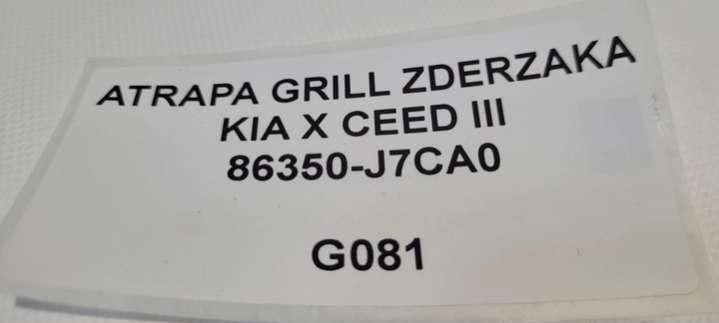 ATRAPA GRILL ZDERZAKA
KIA X CEED III
86350-J7CA0
G081